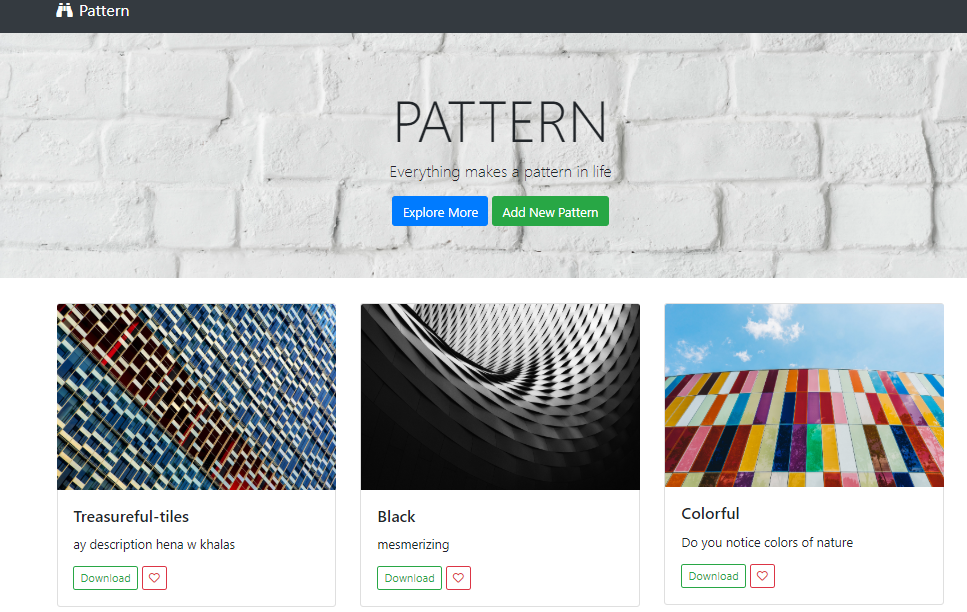 Pattern
PATTERN
Everything makes a pattern in life
Explore More
Add New Pattern
Treasureful-tiles
ay description hena w khalas
Download
Black
mesmerizing
Download
Colorful
Do you notice colors of nature
Download